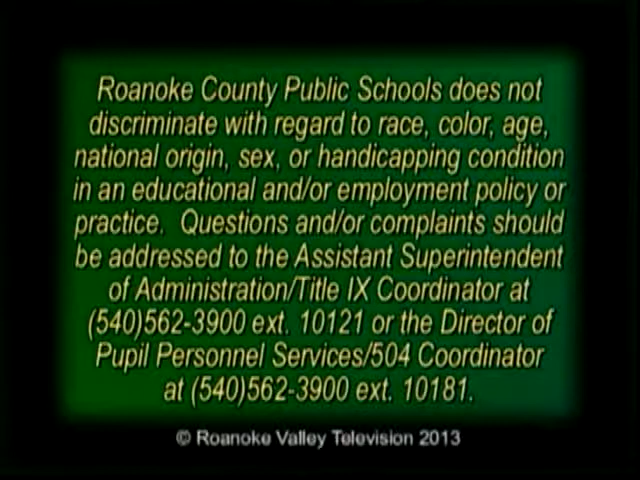 Roanoke County Public Schools does not
discriminate with regard to race, color, age,
national origin, sex, or handicapping condition
in an educational and/or employment policy or
practice. Questions and/or complaints should
be addressed to the Assistant Superintendent
of Administration/Title IX Coordinator at
(540)562-3900 ext. 10121 or the Director of
Pupil Personnel Services/504 Coordinator
at (540)562-3900 ext. 10181.
© Roanoke Valley Television 2013